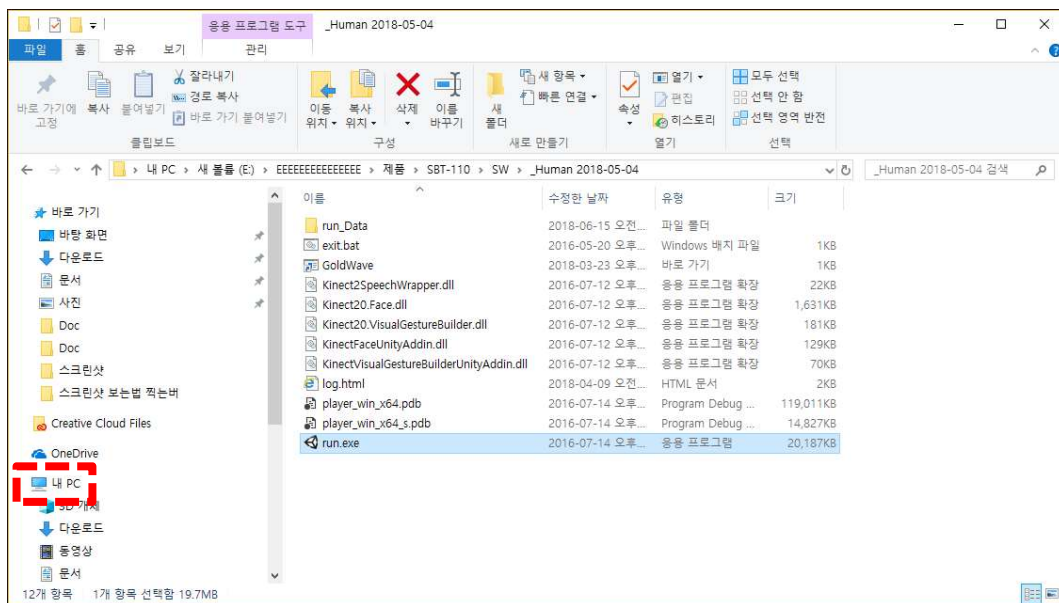 응용 프로그램 도구 _Human 2018-05-04
파일 홈 공유 보기 관리
바로 가기에 고정
복사
붙여넣기
잘라내기
경로 복사
바로 가기 붙여넣기
클립보드
이동 위치
복사 위치
삭제
이름 바꾸기
구성
새 폴더
새 항목
빠른 연결
새로 만들기
속성
열기
편집
히스토리
열기
모두 선택
선택 안 함
선택 영역 반전
선택
내 PC > 새 볼륨 (E:) > EEEEEEEEEEEEEEE > 제품 > SBT-110 > SW > _Human 2018-05-04
_Human 2018-05-04 검색
바로 가기
바탕 화면
다운로드
문서
사진
Doc
Doc
스크린샷
스크린샷 보는법 찍는버
Creative Cloud Files
OneDrive
내 PC
3D 개체
다운로드
동영상
문서
이름 수정한 날짜 유형 크기
run_Data 2018-06-15 오전... 파일 폴더
exit.bat 2016-05-20 오후... Windows 배치 파일 1KB
GoldWave 2018-03-23 오후... 바로 가기 1KB
Kinect2SpeechWrapper.dll 2016-07-12 오후... 응용 프로그램 확장 22KB
Kinect20.Face.dll 2016-07-12 오후... 응용 프로그램 확장 1,631KB
Kinect20.VisualGestureBuilder.dll 2016-07-12 오후... 응용 프로그램 확장 181KB
KinectFaceUnityAddin.dll 2016-07-12 오후... 응용 프로그램 확장 129KB
KinectVisualGestureBuilderUnityAddin.dll 2016-07-12 오후... 응용 프로그램 확장 70KB
log.html 2018-04-09 오전... HTML 문서 2KB
player_win_x64.pdb 2016-07-14 오후... Program Debug ... 119,011KB
player_win_x64_s.pdb 2016-07-14 오후... Program Debug ... 14,827KB
run.exe 2016-07-14 오후... 응용 프로그램 20,187KB
12개 항목 1개 항목 선택함 19.7MB